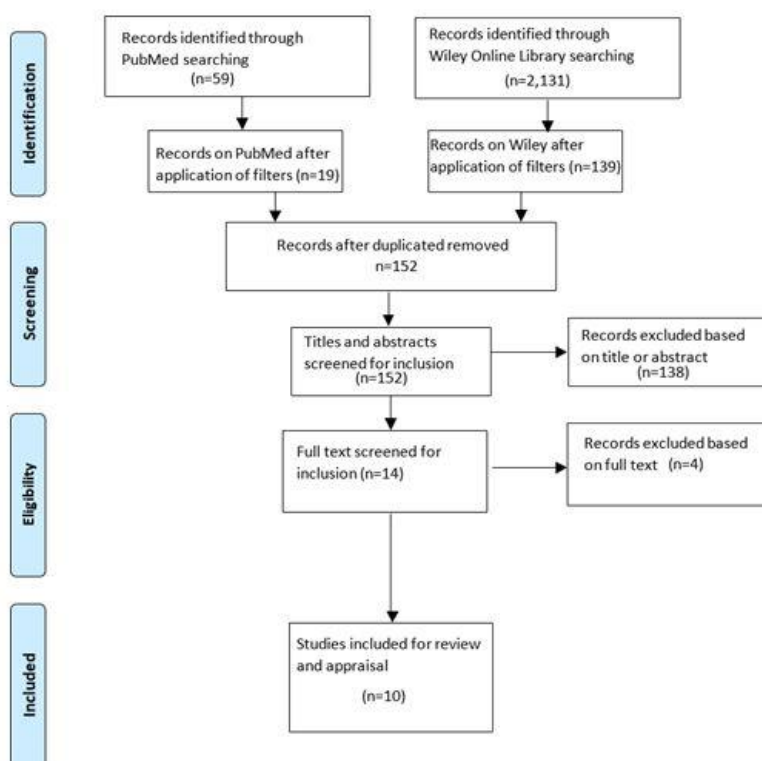 Identification
Records identified through
PubMed searching
(n=59)
Records identified through
Wiley Online Library searching
(n=2,131)
Records on PubMed after
application of filters (n=19)
Records on Wiley after
application of filters (n=139)
Screening
Records after duplicated removed
n=152
Titles and abstracts
screened for inclusion
(n=152)
Records excluded based
on title or abstract
(n=138)
Eligibility
Full text screened for
inclusion (n=14)
Records excluded based
on full text (n=4)
Included
Studies included for review
and appraisal
(n=10)